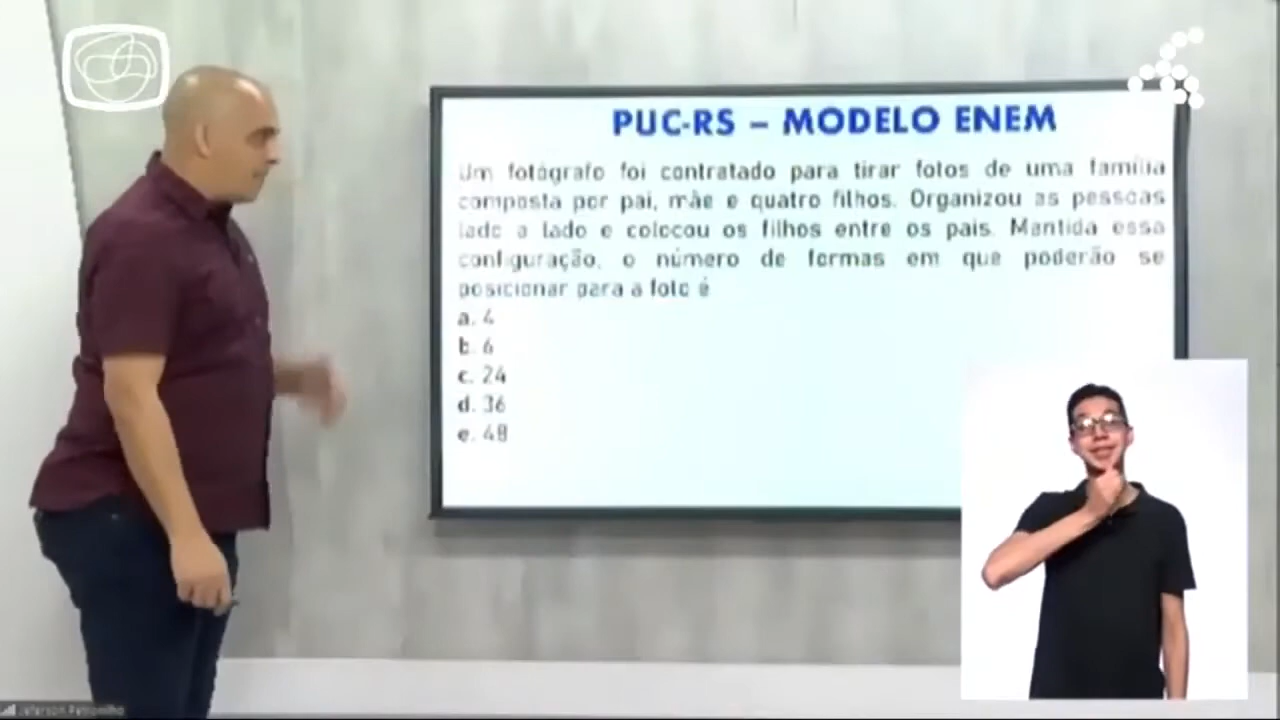 PUC-RS – MODELO ENEM
Um fotógrafo foi contratado para tirar fotos de uma família
composta por pai, mãe e quatro filhos. Organizou as pessoas
lado a lado e colocou os filhos entre os pais. Mantida essa
configuração, o número de formas em que poderão se
posicionar para a foto é
a. 4
b. 6
c. 24
d. 36
e. 48
Jeferson Petronilho